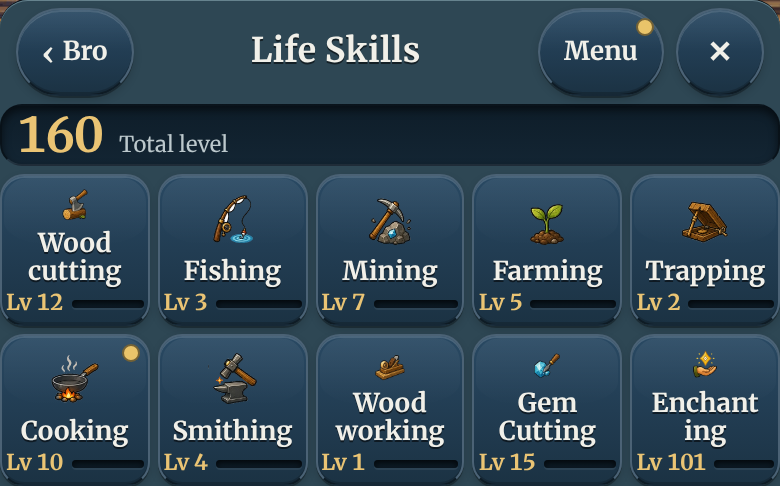 ‹ Bro
Life Skills
Menu
×
160 Total level
Wood
cutting
Lv 12
Fishing
Lv 3
Mining
Lv 7
Farming
Lv 5
Trapping
Lv 2
Cooking
Lv 10
Smithing
Lv 4
Wood
working
Lv 1
Gem
Cutting
Lv 15
Enchant
ing
Lv 101